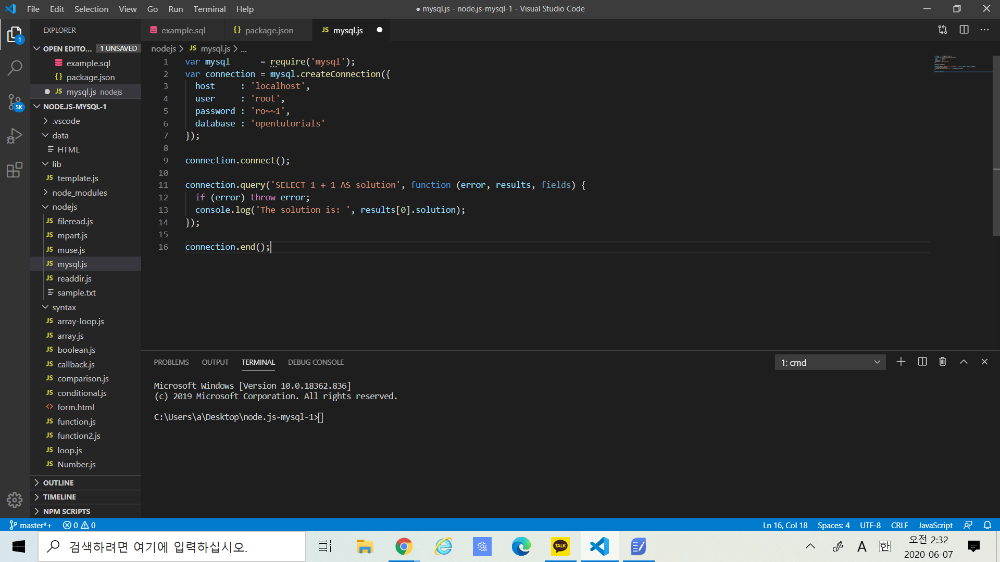 File Edit Selection View Go Run Terminal Help
● mysql.js - node.js-mysql-1 - Visual Studio Code
EXPLORER
1
5K
OPEN EDITO... 1 UNSAVED
example.sql
package.json
mysql.js nodejs
NODE.JS-MYSQL-1
.vscode
data
HTML
lib
template.js
node_modules
nodejs
fileread.js
mpart.js
muse.js
mysql.js
readdir.js
sample.txt
syntax
array-loop.js
array.js
boolean.js
callback.js
comparison.js
conditional.js
form.html
function.js
function2.js
loop.js
Number.js
OUTLINE
TIMELINE
NPM SCRIPTS
example.sql package.json JS mysql.js
nodejs > JS mysql.js > ...
1 var mysql      = require('mysql');
2 var connection = mysql.createConnection({
3   host     : 'localhost',
4   user     : 'root',
5   password : 'ro~~1',
6   database : 'opentutorials'
7 });
8
9 connection.connect();
10
11 connection.query('SELECT 1 + 1 AS solution', function (error, results, fields) {
12   if (error) throw error;
13   console.log('The solution is: ', results[0].solution);
14 });
15
16 connection.end();
PROBLEMS OUTPUT TERMINAL DEBUG CONSOLE
1: cmd
Microsoft Windows [Version 10.0.18362.836]
(c) 2019 Microsoft Corporation. All rights reserved.
C:\Users\a\Desktop\node.js-mysql-1>
master*+ 0 0
Ln 16, Col 18 Spaces: 4 UTF-8 CRLF JavaScript
검색하려면 여기에 입력하십시오.
TALK
A 한
오전 2:32
2020-06-07